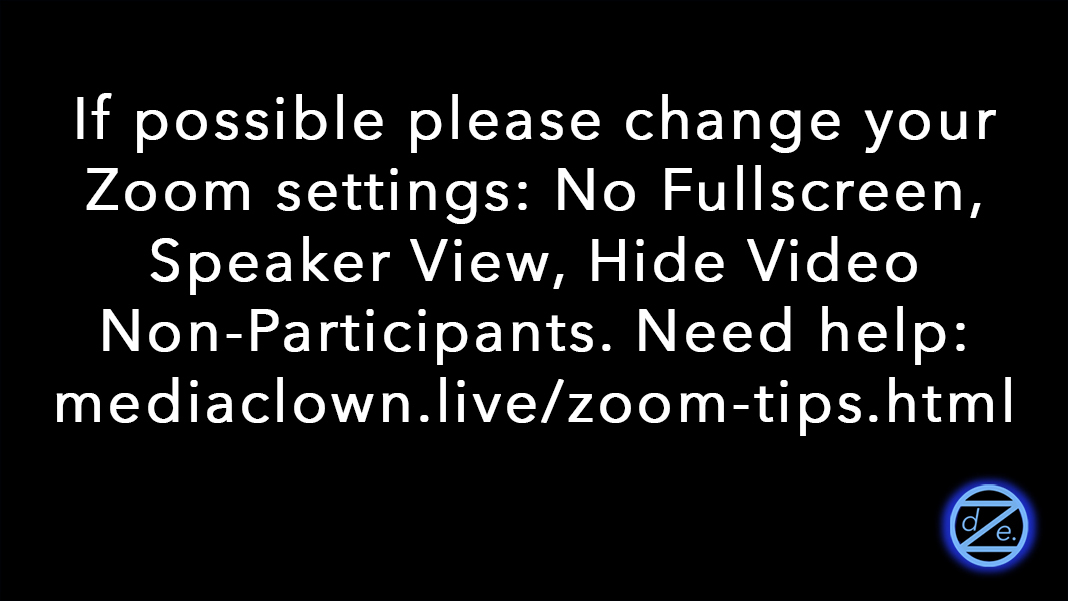 If possible please change your
Zoom settings: No Fullscreen,
Speaker View, Hide Video
Non-Participants. Need help:
mediaclown.live/zoom-tips.html
d Z e.